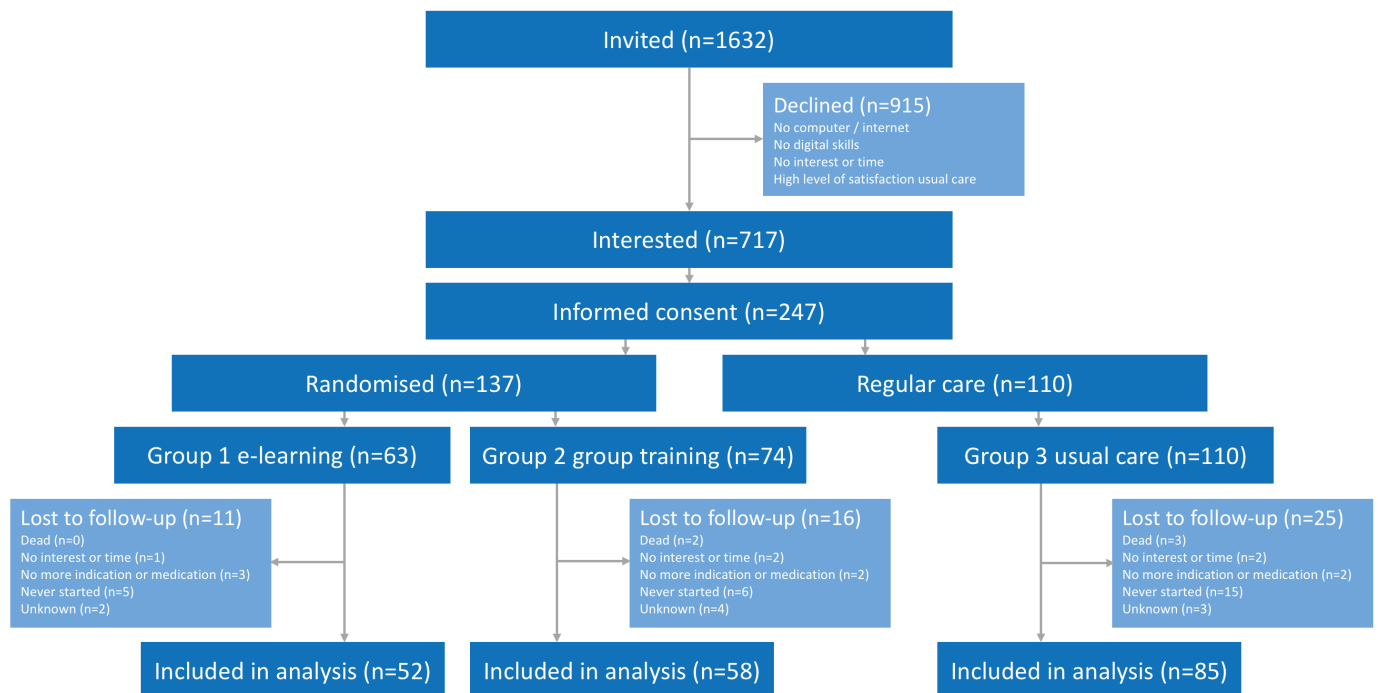 Invited (n=1632)
Declined (n=915)
No computer / internet
No digital skills
No interest or time
High level of satisfaction usual care
Interested (n=717)
Informed consent (n=247)
Randomised (n=137)
Regular care (n=110)
Group 1 e-learning (n=63)
Group 2 group training (n=74)
Group 3 usual care (n=110)
Lost to follow-up (n=11)
Dead (n=0)
No interest or time (n=1)
No more indication or medication (n=3)
Never started (n=5)
Unknown (n=2)
Lost to follow-up (n=16)
Dead (n=2)
No interest or time (n=2)
No more indication or medication (n=2)
Never started (n=6)
Unknown (n=4)
Lost to follow-up (n=25)
Dead (n=3)
No interest or time (n=2)
No more indication or medication (n=2)
Never started (n=15)
Unknown (n=3)
Included in analysis (n=52)
Included in analysis (n=58)
Included in analysis (n=85)